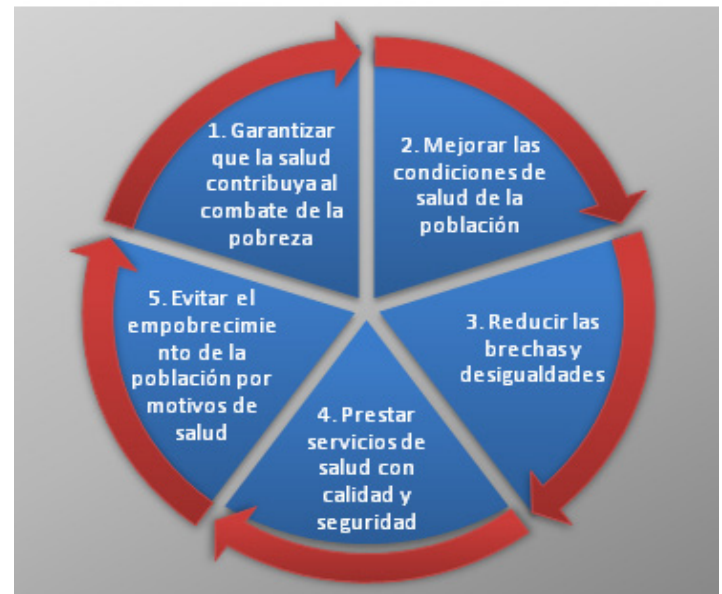 1. Garantizar
que la salud
contribuya al
combate de la
pobreza
2. Mejorar las
condiciones de
salud de la
población
3. Reducir las
brechas y
desigualdades
4. Prestar
servicios de
salud con
calidad y
seguridad
5. Evitar el
empobrecimie
nto de la
población por
motivos de
salud